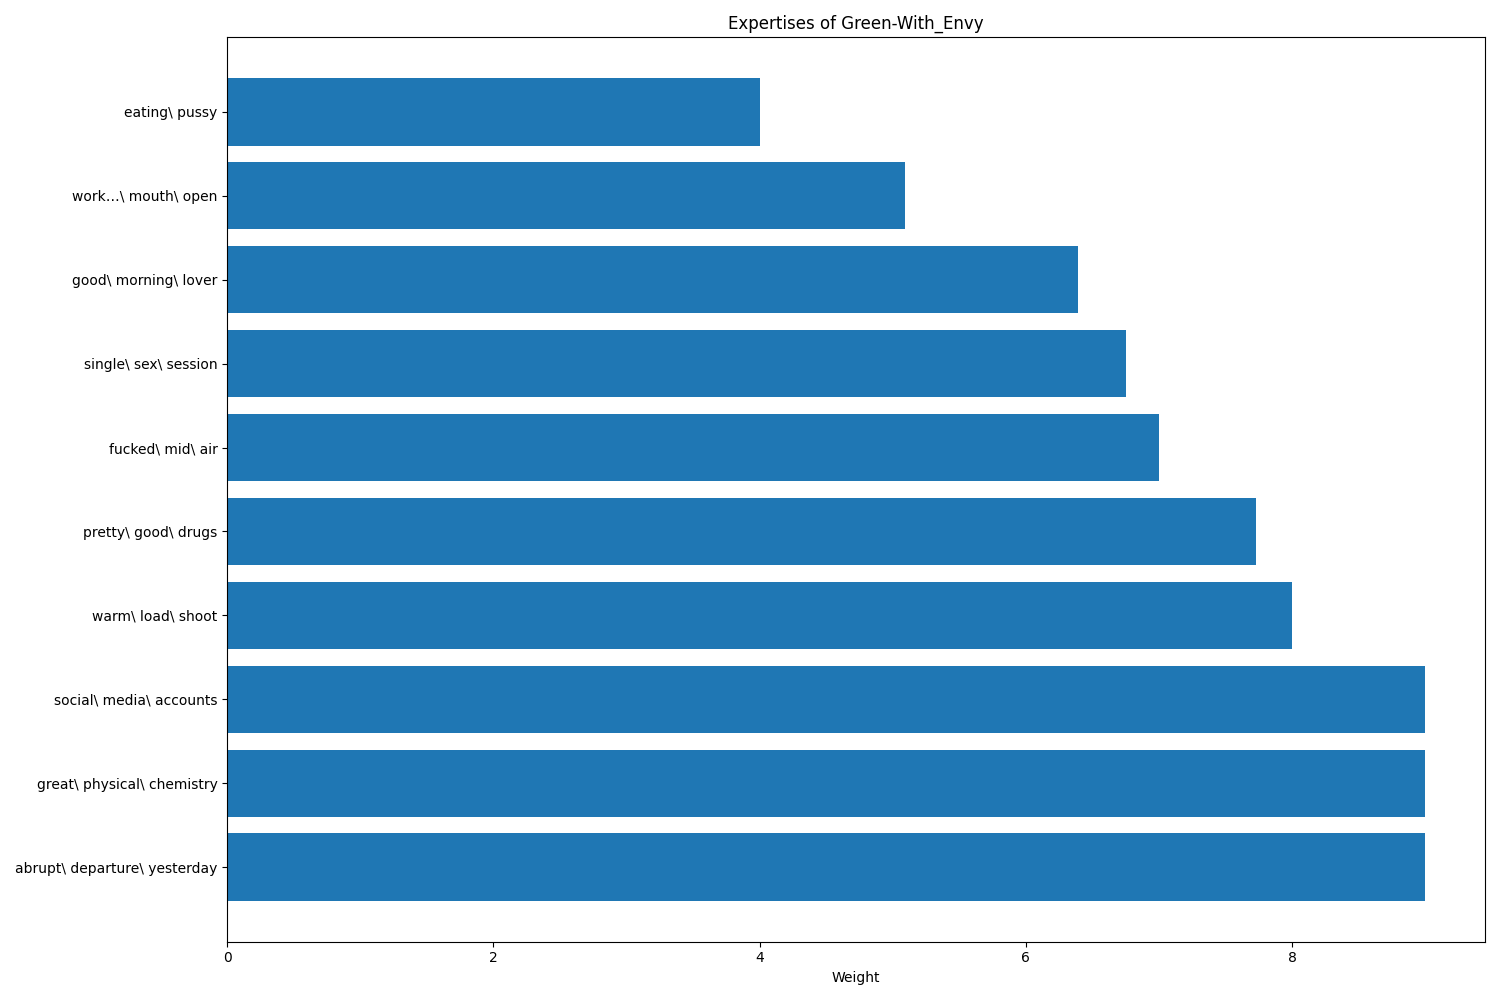 Expertises of Green-With_Envy
eating\ pussy
work...\ mouth\ open
good\ morning\ lover
single\ sex\ session
fucked\ mid\ air
pretty\ good\ drugs
warm\ load\ shoot
social\ media\ accounts
great\ physical\ chemistry
abrupt\ departure\ yesterday
0 2 4 6 8
Weight